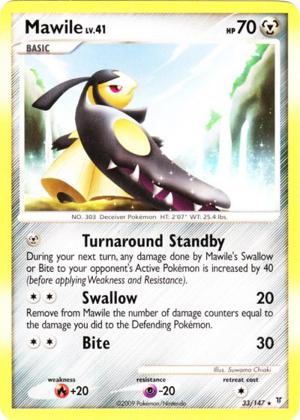 Mawile LV.41 HP 70
BASIC
NO. 303 Deceiver Pokémon HT: 2'07" WT: 25.4 lbs.
Turnaround Standby
During your next turn, any damage done by Mawile's Swallow
or Bite to your opponent's Active Pokémon is increased by 40
(before applying Weakness and Resistance).
Swallow 20
Remove from Mawile the number of damage counters equal to
the damage you did to the Defending Pokémon.
Bite 30
Illus. Suwama Chiaki
weakness resistance retreat cost
+20 -20
©2009 Pokémon/Nintendo 33/147 ★